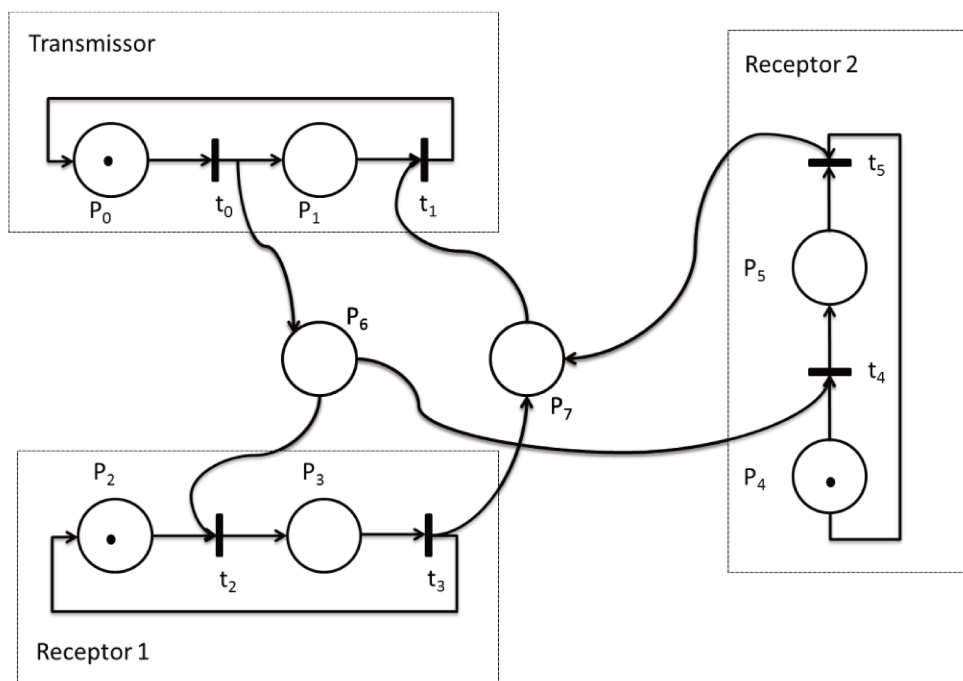 Transmissor
P0
t0
P1
t1
Receptor 2
t5
P5
t4
P4
P6
P7
P2
P3
t2
t3
Receptor 1